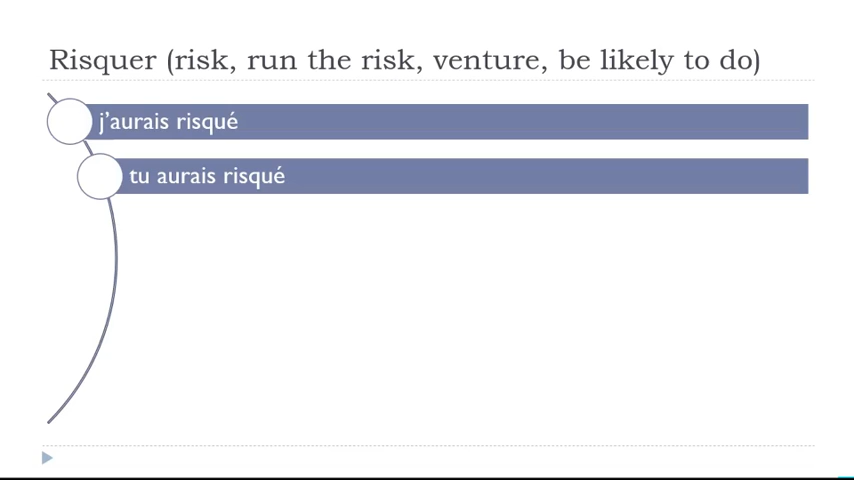 Risquer (risk, run the risk, venture, be likely to do)
j’aurais risqué
tu aurais risqué